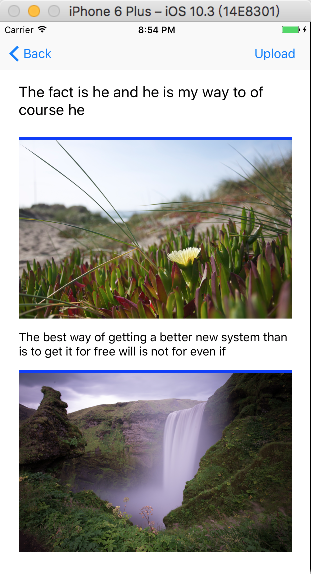 iPhone 6 Plus – iOS 10.3 (14E8301)
Carrier 8:54 PM
Back Upload
The fact is he and he is my way to of
course he
The best way of getting a better new system than
is to get it for free will is not for even if